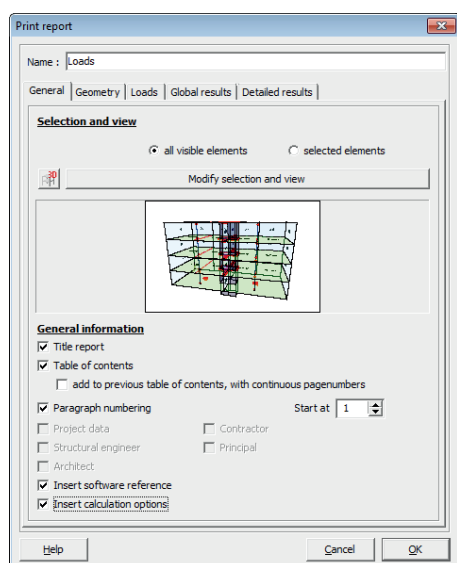 Print report
Name : Loads
General Geometry Loads Global results Detailed results
Selection and view
all visible elements selected elements
3D Modify selection and view
General information
Title report
Table of contents
add to previous table of contents, with continuous pagenumbers
Paragraph numbering Start at 1
Project data Contractor
Structural engineer Principal
Architect
Insert software reference
Insert calculation options
Help Cancel OK